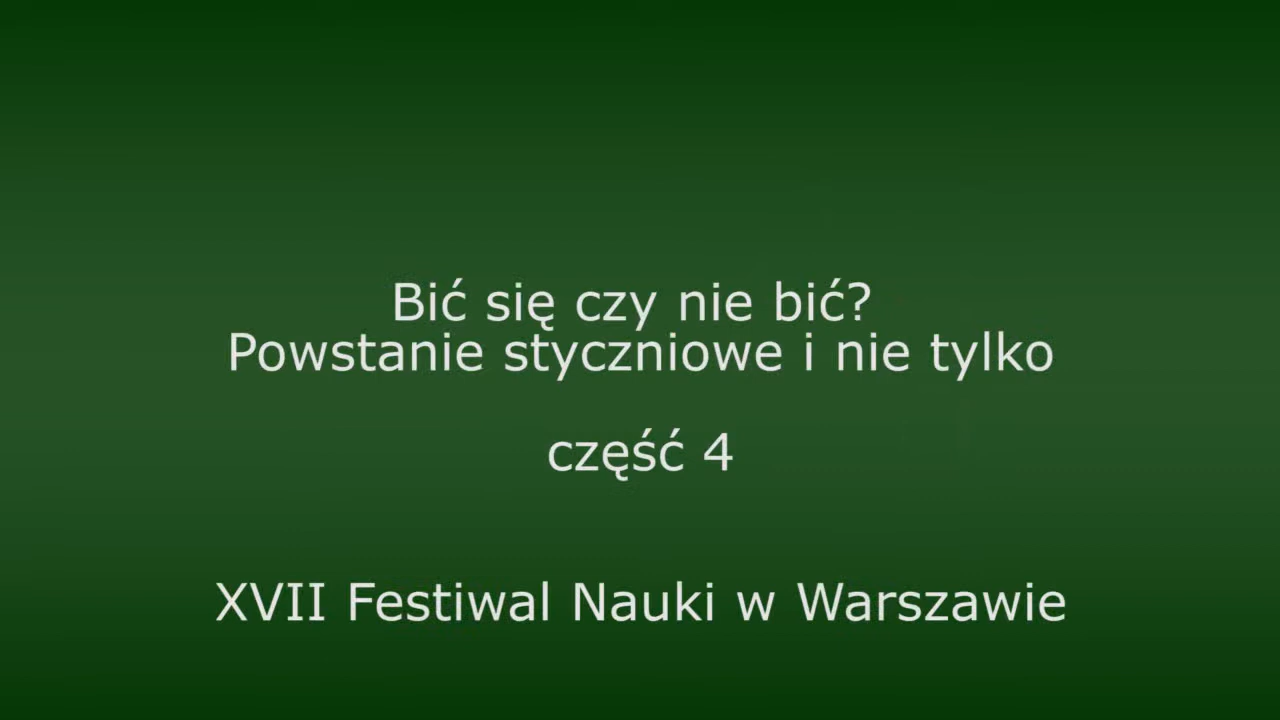 Bić się czy nie bić?
Powstanie styczniowe i nie tylko
część 4
XVII Festiwal Nauki w Warszawie